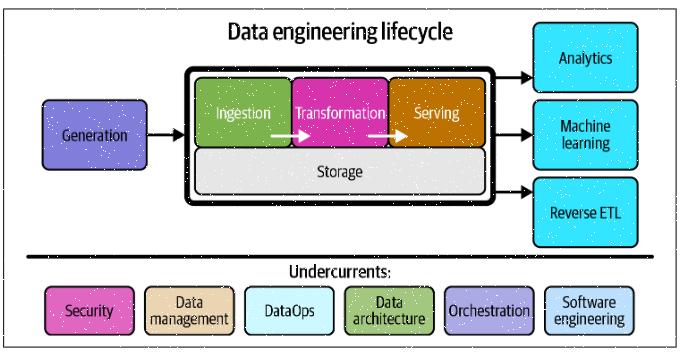 Data engineering lifecycle
Generation
Ingestion
Transformation
Serving
Storage
Analytics
Machine
learning
Reverse ETL
Undercurrents:
Security
Data
management
DataOps
Data
architecture
Orchestration
Software
engineering